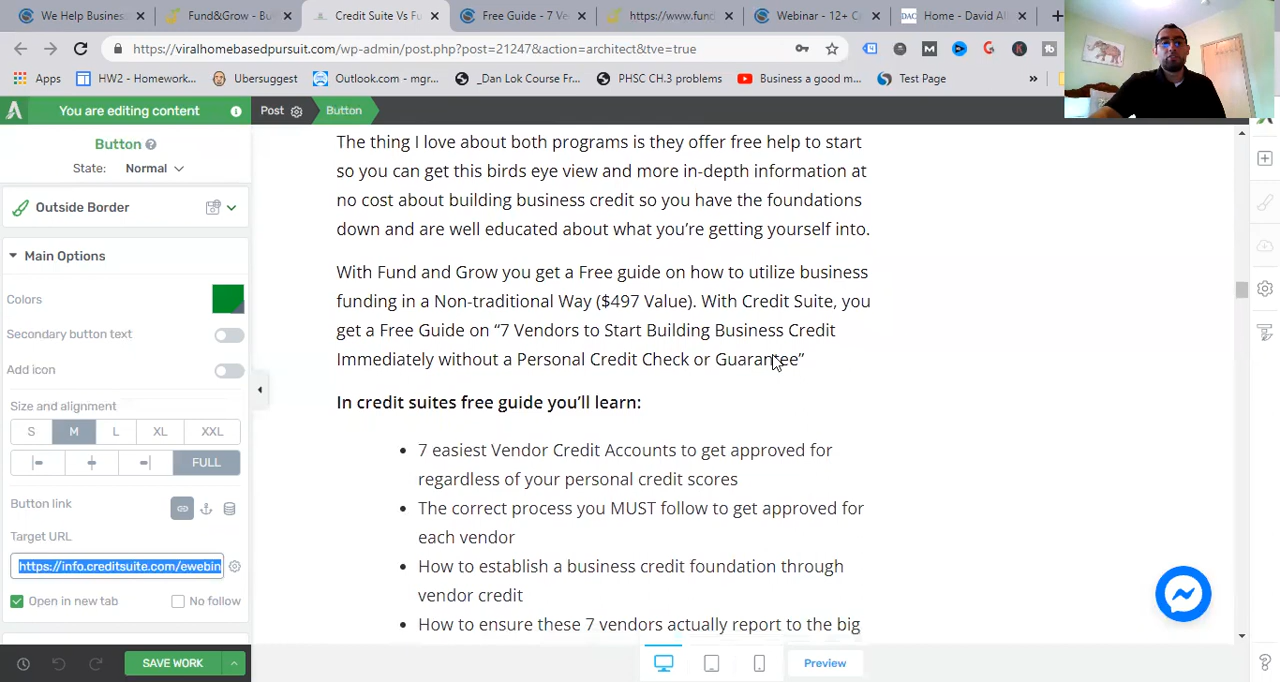 We Help Business
Fund&Grow - Bu
Credit Suite Vs Fu
Free Guide - 7 Ve
https://www.fund
Webinar - 12+ C
Home - David Al
https://viralhomebasedpursuit.com/wp-admin/post.php?post=21247&action=architect&tve=true
Apps
HW2 - Homework...
Ubersuggest
Outlook.com - mgr...
_Dan Lok Course Fr...
PHSC CH.3 problems
Business a good m...
Test Page
You are editing content
Post
Button
Button
State: Normal
Outside Border
Main Options
Colors
Secondary button text
Add icon
Size and alignment
S M L XL XXL
FULL
Button link
Target URL
https://info.creditsuite.com/ewebin
Open in new tab
No follow
SAVE WORK
The thing I love about both programs is they offer free help to start
so you can get this birds eye view and more in-depth information at
no cost about building business credit so you have the foundations
down and are well educated about what you're getting yourself into.
With Fund and Grow you get a Free guide on how to utilize business
funding in a Non-traditional Way ($497 Value). With Credit Suite, you
get a Free Guide on “7 Vendors to Start Building Business Credit
Immediately without a Personal Credit Check or Guarantee”
In credit suites free guide you'll learn:
• 7 easiest Vendor Credit Accounts to get approved for
regardless of your personal credit scores
• The correct process you MUST follow to get approved for
each vendor
• How to establish a business credit foundation through
vendor credit
• How to ensure these 7 vendors actually report to the big
Preview